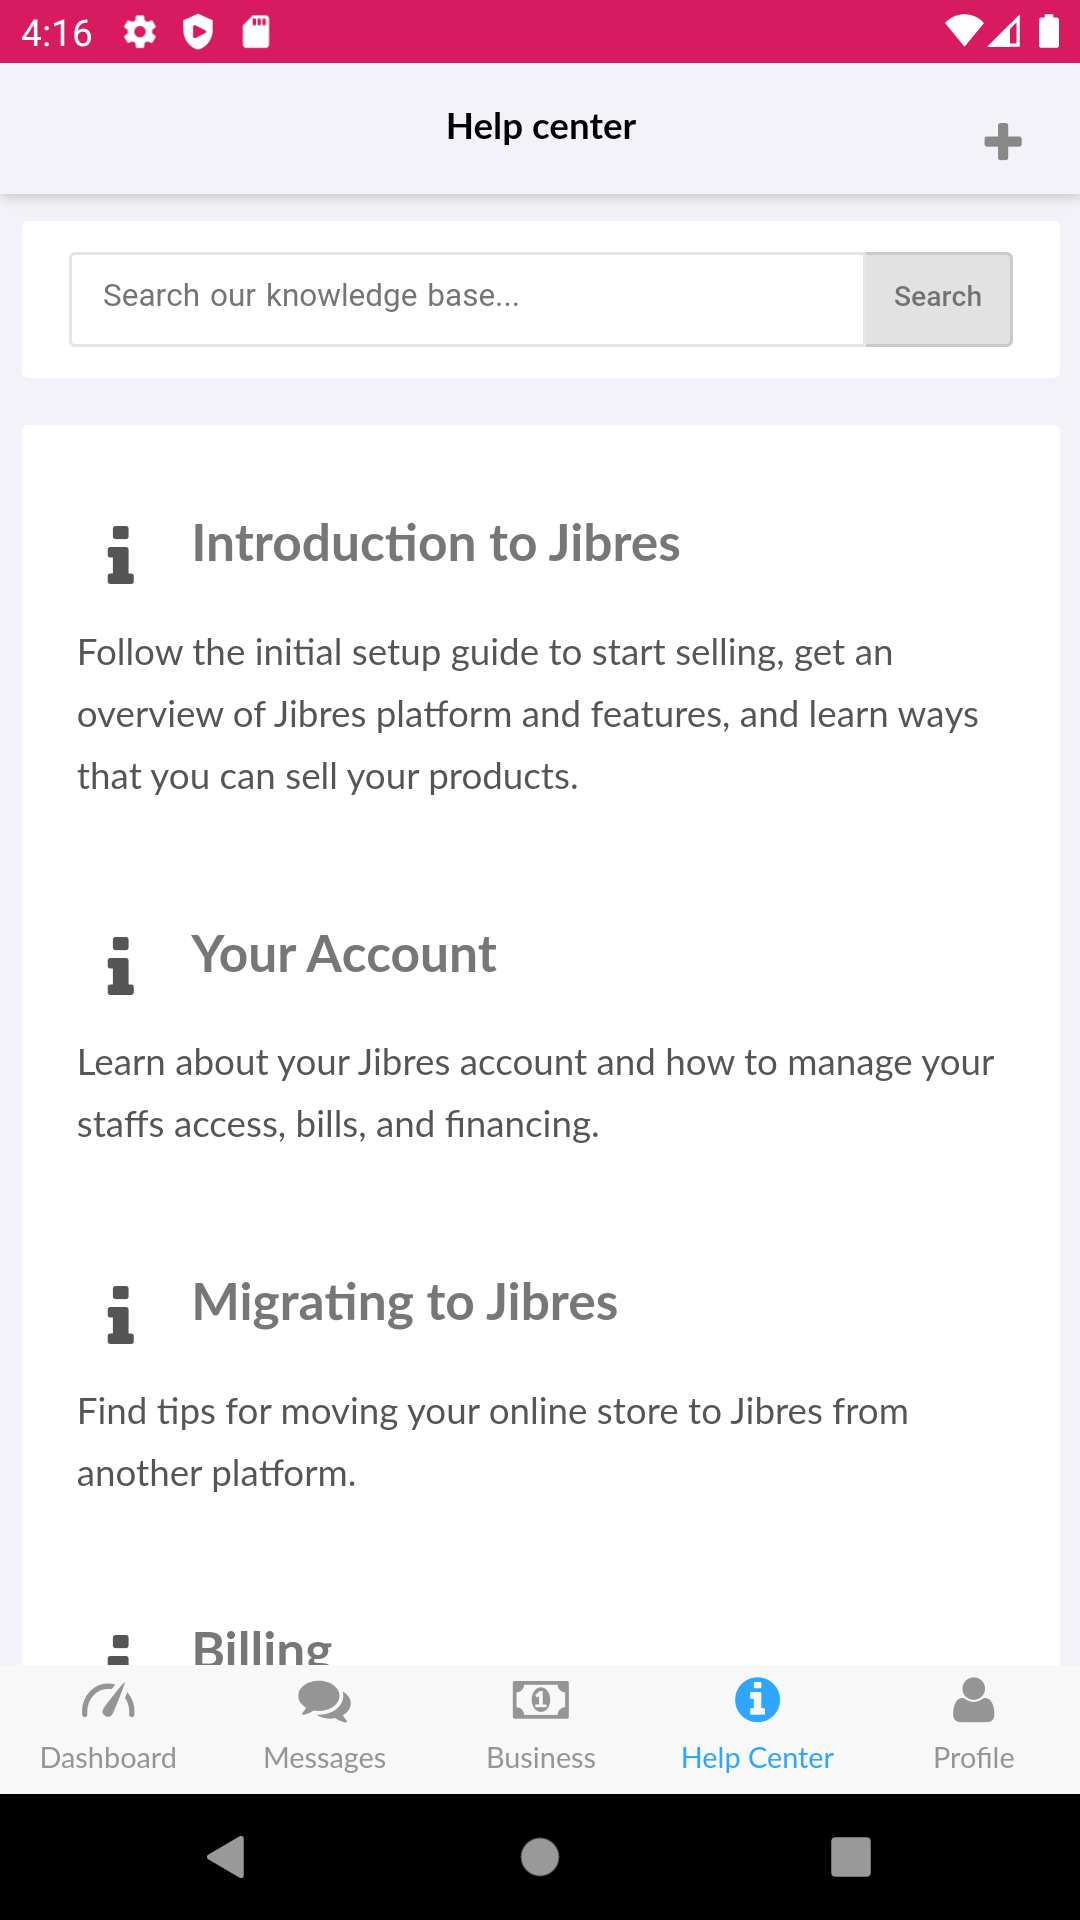 4:16
Help center
Search our knowledge base...
Search
Introduction to Jibres
Follow the initial setup guide to start selling, get an
overview of Jibres platform and features, and learn ways
that you can sell your products.
Your Account
Learn about your Jibres account and how to manage your
staffs access, bills, and financing.
Migrating to Jibres
Find tips for moving your online store to Jibres from
another platform.
Billing
Dashboard
Messages
Business
Help Center
Profile